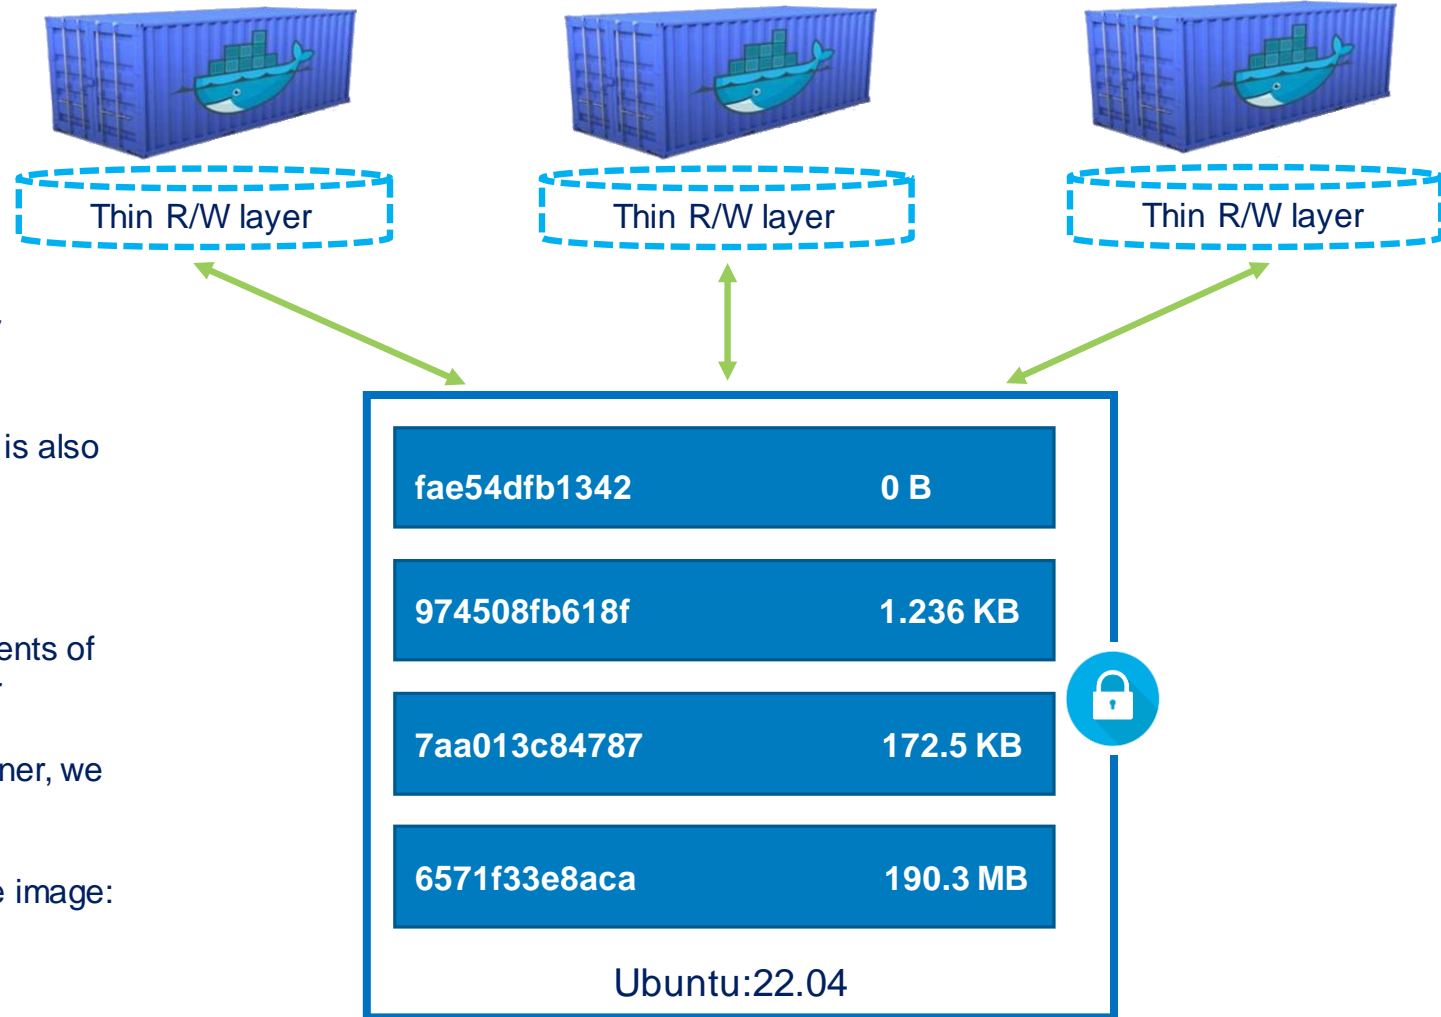 Thin R/W layer
Thin R/W layer
Thin R/W layer
is also
fae54dfb1342 0 B
974508fb618f 1.236 KB
ents of
7aa013c84787 172.5 KB
ner, we
6571f33e8aca 190.3 MB
image:
Ubuntu:22.04